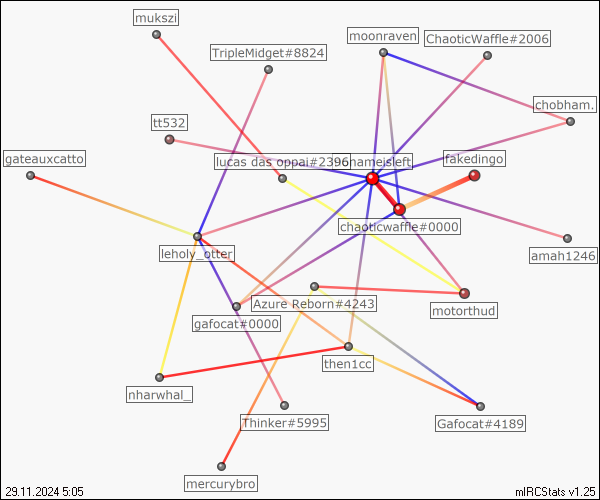 mukszi
moonraven
ChaoticWaffle#2006
TripleMidget#8824
chobham.
tt532
gateauxcatto
lucas das oppai#2396
nameisleft
fakedingo
chaoticwaffle#0000
leholy_otter
amah1246
Azure Reborn#4243
motorthud
gafocat#0000
then1cc
nharwhal_
Thinker#5995
Gafocat#4189
mercurybro
29.11.2024 5:05
mIRCStats v1.25